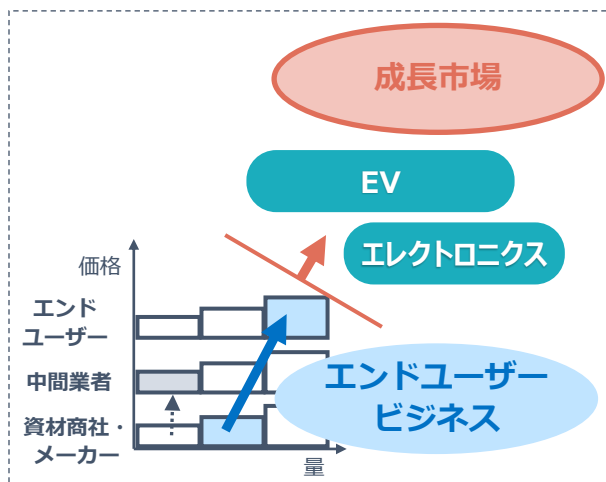 成長市場
EV
エレクトロニクス
価格
エンド
ユーザー
中間業者
資材商社・
メーカー
エンドユーザー
ビジネス
量